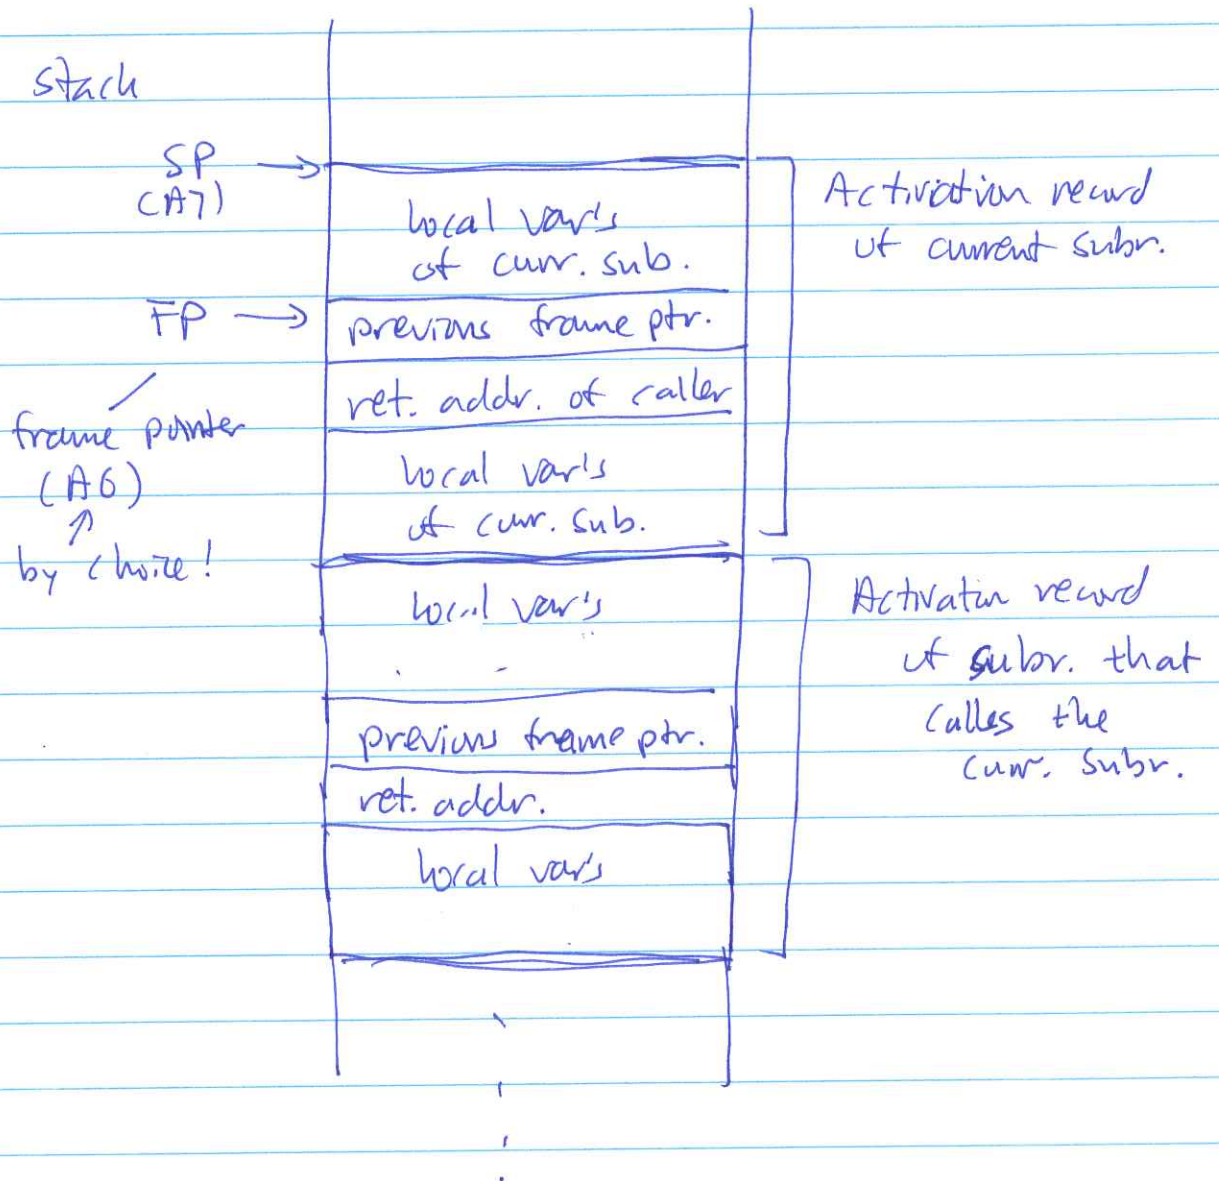 stack
SP
(A7)
local var's
of curr. sub.
Activation record
of current subr.
FP
previous frame ptr.
ret. addr. of caller
frame pointer
(A6)
by choice!
local var's
of curr. sub.
local var's
Activation record
of subr. that
calles the
curr. subr.
previous frame ptr.
ret. addr.
local var's